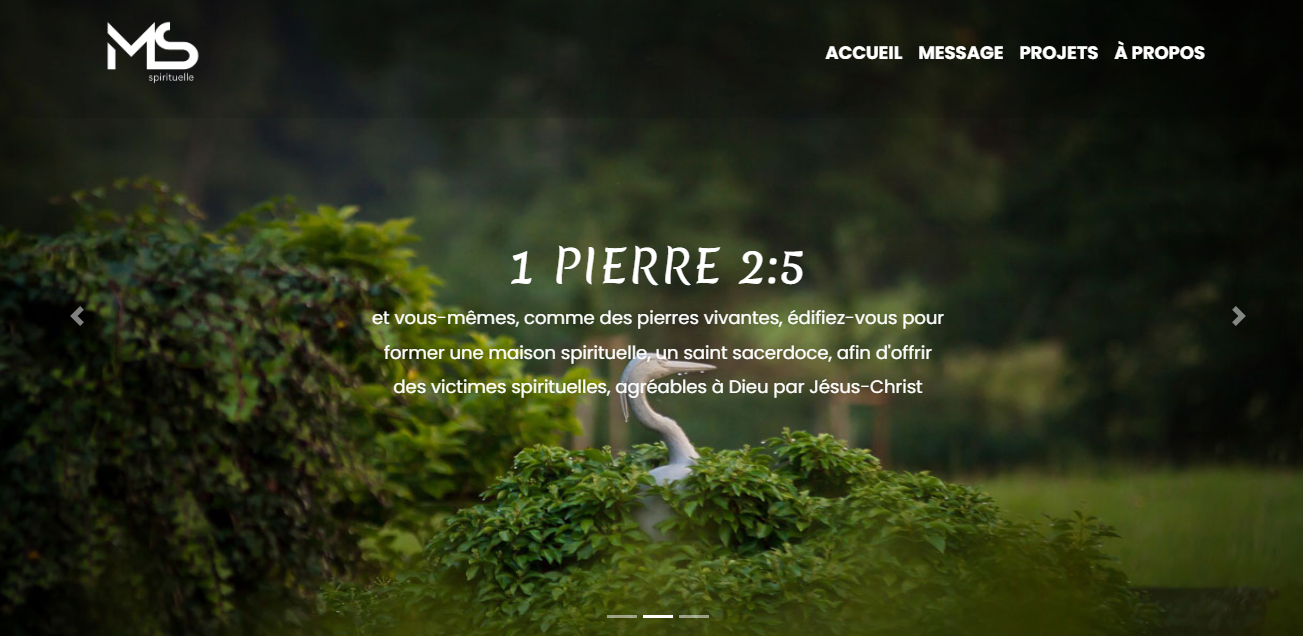 MS
spirituelle
ACCUEIL MESSAGE PROJETS À PROPOS
1 PIERRE 2:5
et vous-mêmes, comme des pierres vivantes, édifiez-vous pour
former une maison spirituelle, un saint sacerdoce, afin d'offrir
des victimes spirituelles, agréables à Dieu par Jésus-Christ